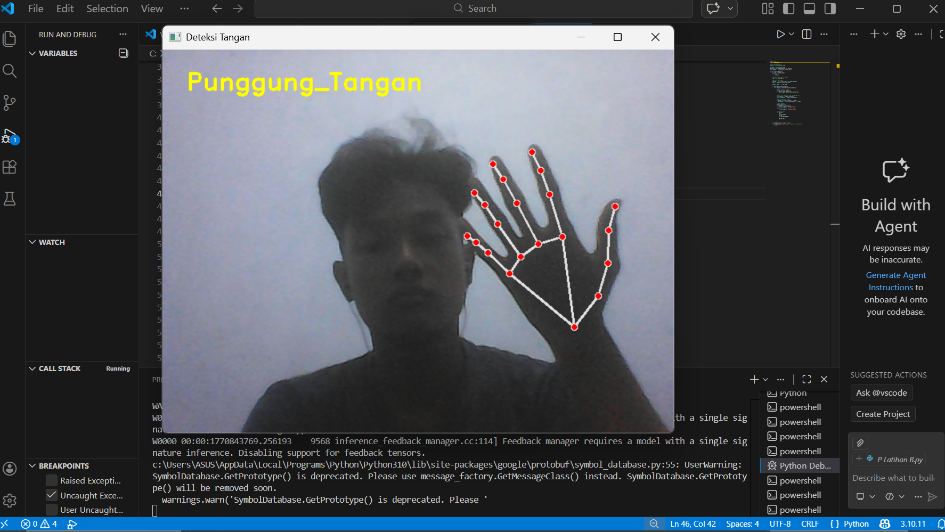 File Edit Selection View ··· Search
Deteksi Tangan
Punggung_Tangan
RUN AND DEBUG ···
VARIABLES
WATCH
CALL STACK Running
BREAKPOINTS
Raised Excepti...
Uncaught Exce...
User Uncaught...
Build with
Agent
AI responses may
be inaccurate.
Generate Agent
Instructions to
onboard AI onto
your codebase.
SUGGESTED ACTIONS
Ask @vscode
Create Project
P Latihan B.py
Describe what to buil
W0000 00:00:1770843769.256193 9568 inference_feedback_manager.cc:114] Feedback manager requires a model with a single sig
nature inference. Disabling support for feedback tensors.
c:\Users\ASUS\AppData\Local\Programs\Python\Python310\lib\site-packages\google\protobuf\symbol_database.py:55: UserWarning:
SymbolDatabase.GetPrototype() is deprecated. Please use message_factory.GetMessageClass() instead. SymbolDatabase.GetPrototy
pe() will be removed soon.
warnings.warn('SymbolDatabase.GetPrototype() is deprecated. Please '
Python
powershell
powershell
powershell
powershell
Python Deb...
powershell
powershell
powershell
0 4 Ln 46, Col 42 Spaces: 4 UTF-8 CRLF {} Python 3.10.11